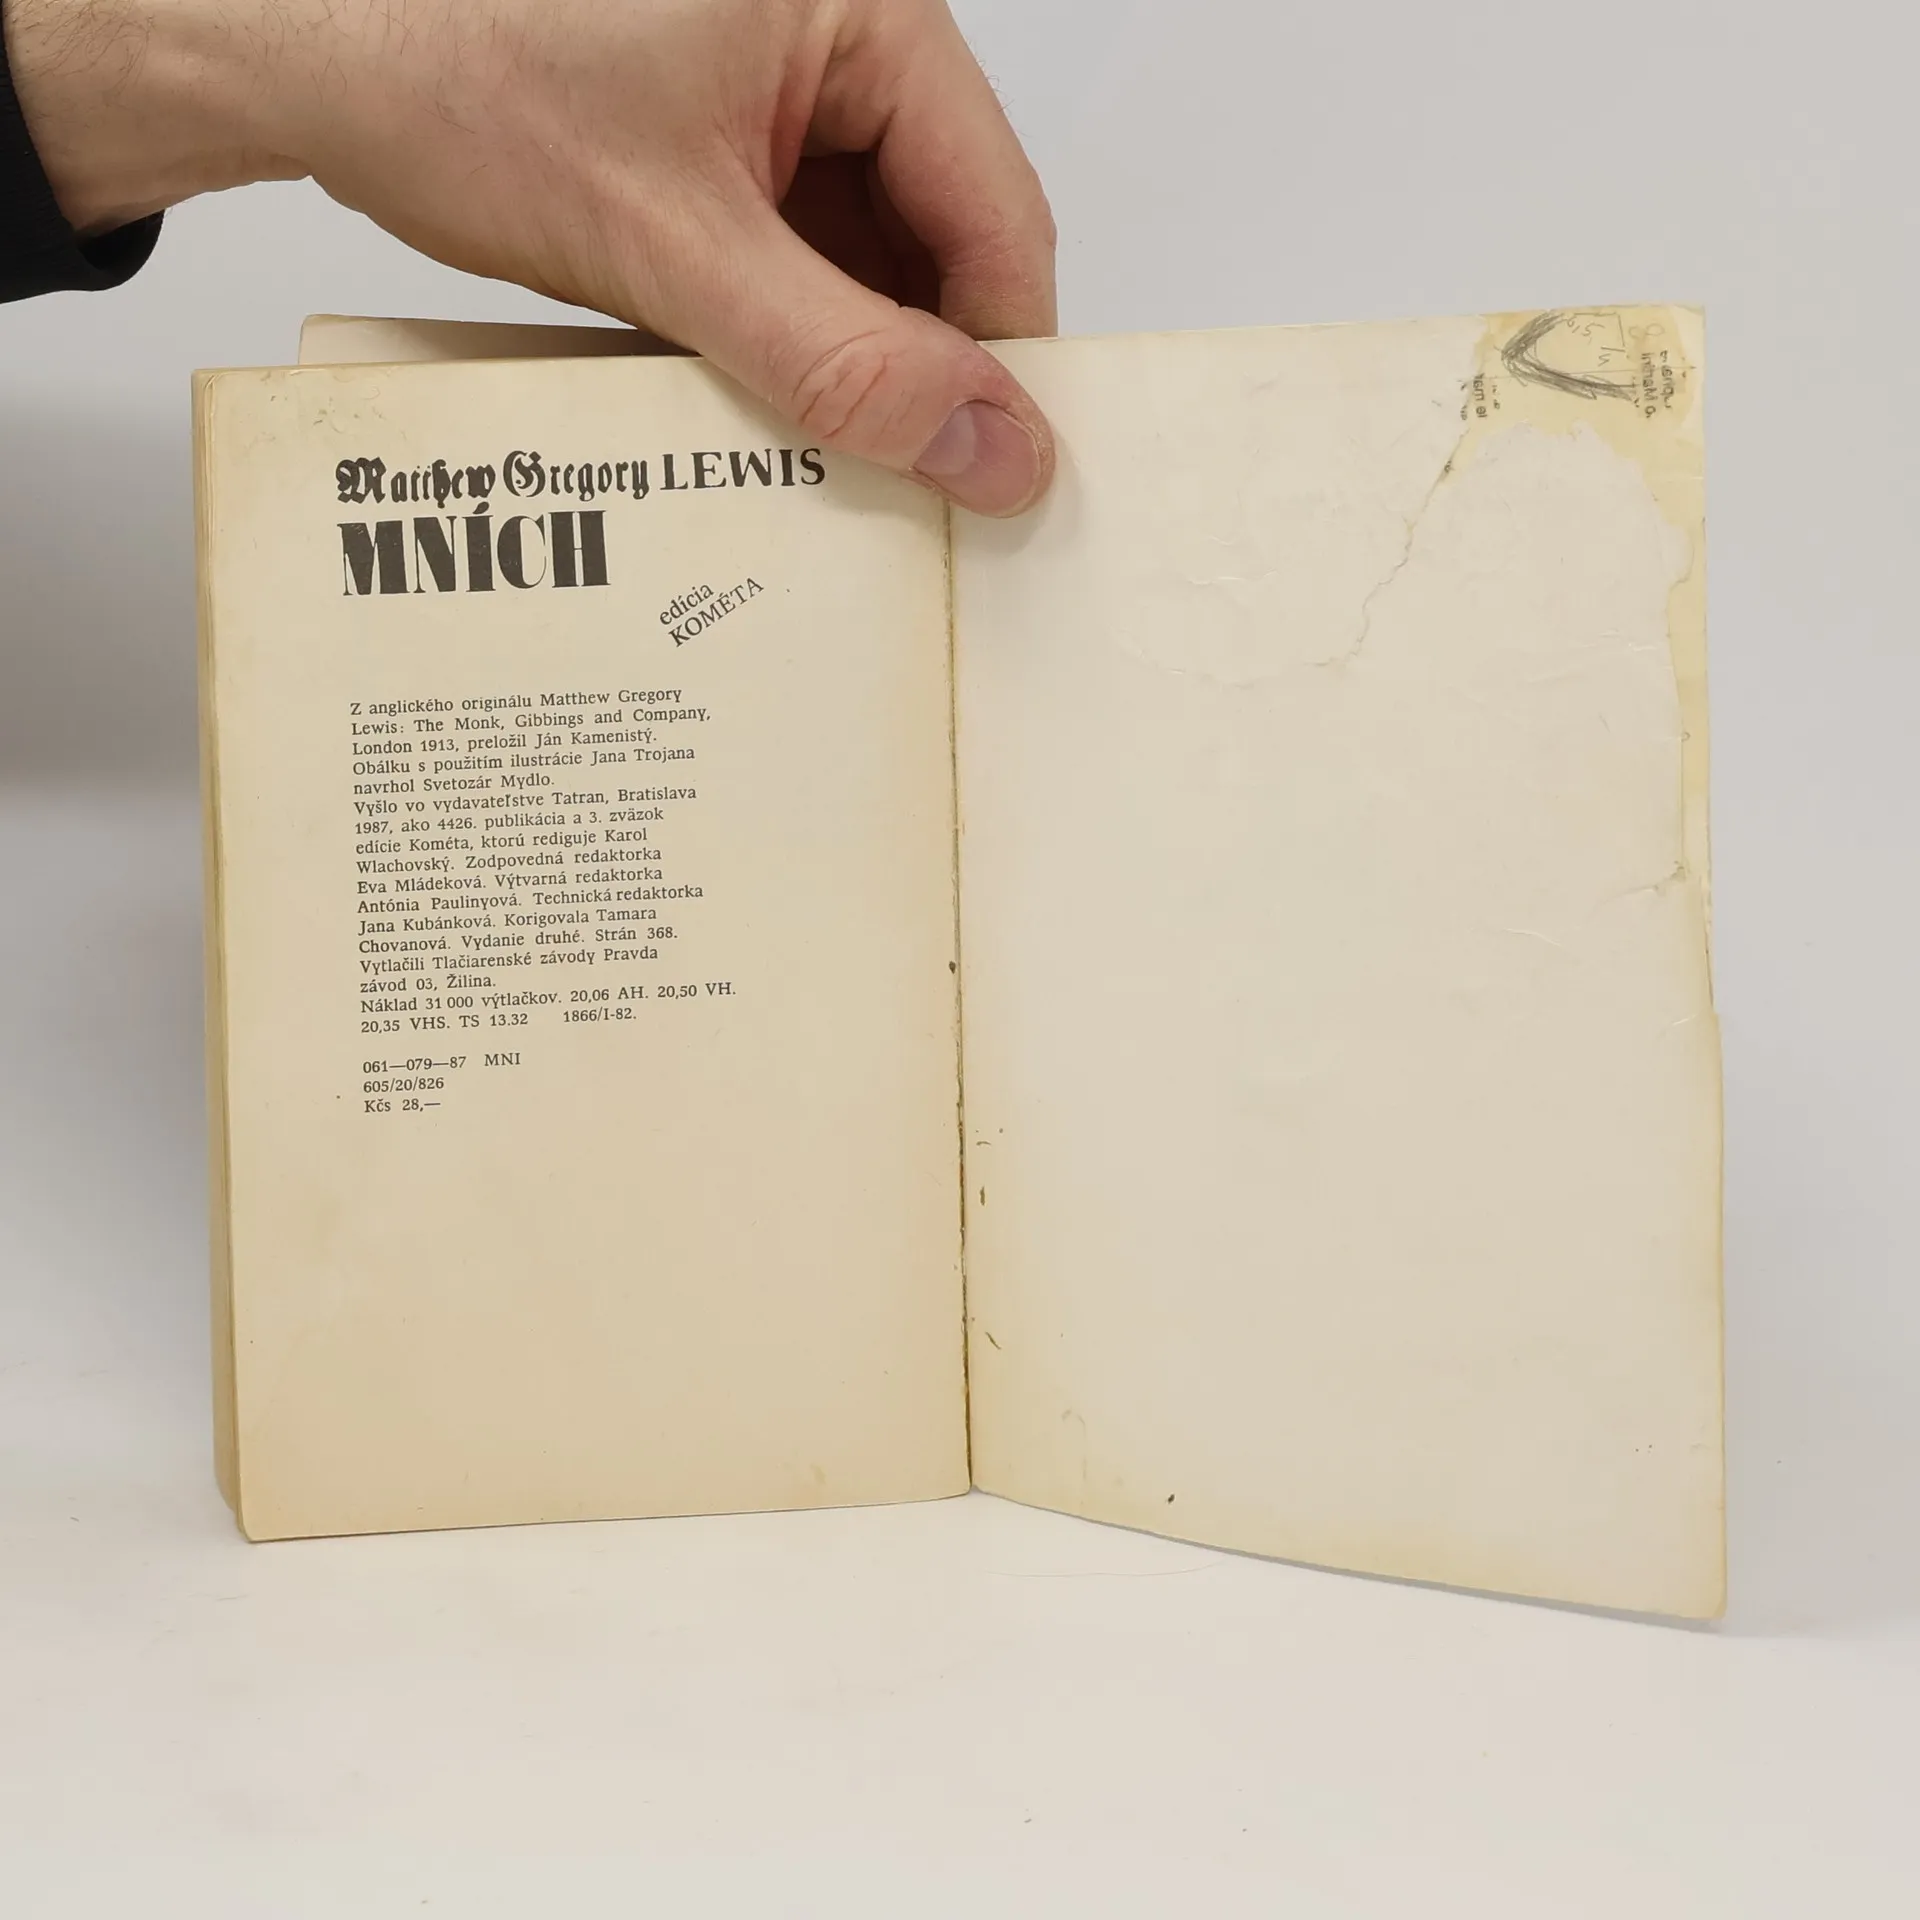 Matthew Gregory LEWIS
MNÍCH
edícia
KOMÉTA
Z anglického originálu Matthew Gregory
Lewis: The Monk, Gibbings and Company,
London 1913, preložil Ján Kamenistý.
Obálku s použitím ilustrácie Jana Trojana
navrhol Svetozár Mydlo.
Vyšlo vo vydavateľstve Tatran, Bratislava
1987, ako 4426. publikácia a 3. zväzok
edície Kométa, ktorú rediguje Karol
Wlachovský. Zodpovedná redaktorka
Eva Mládeková. Výtvarná redaktorka
Antónia Paulinyová. Technická redaktorka
Jana Kubánková. Korigovala Tamara
Chovanová. Vydanie druhé. Strán 368.
Vytlačili Tlačiarenské závody Pravda
závod 03, Žilina.
Náklad 31 000 výtlačkov. 20,06 AH. 20,50 VH.
20,35 VHS. TS 13.32 1866/I-82.
061—079—87 MNI
605/20/826
Kčs 28,—